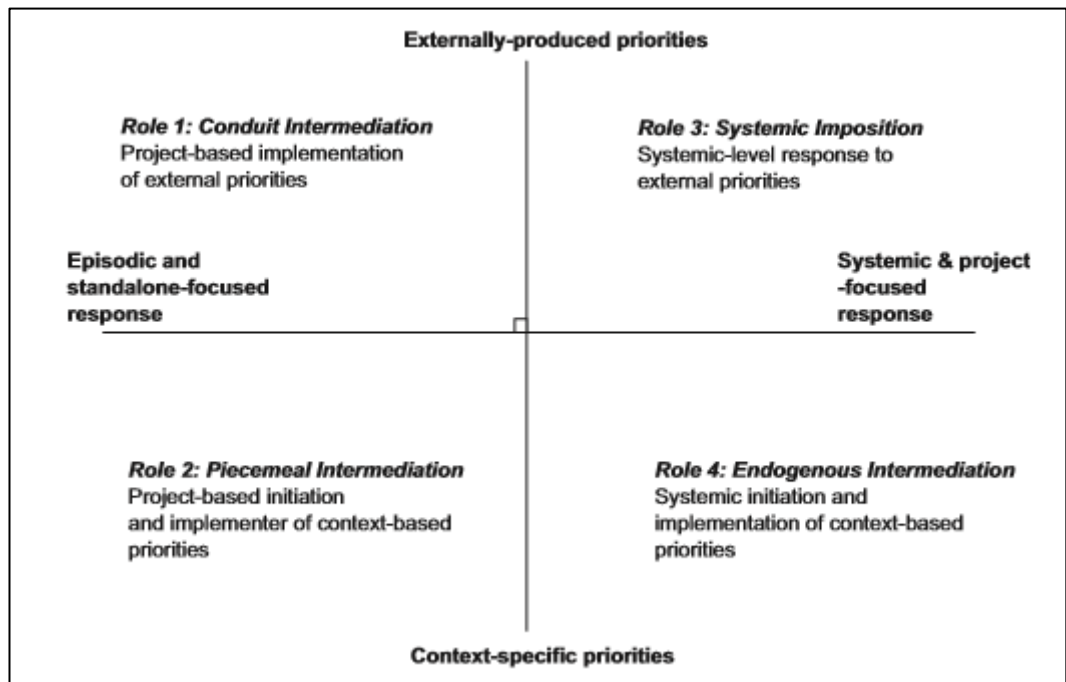 Externally-produced priorities
Role 1: Conduit Intermediation
Project-based implementation
of external priorities
Role 3: Systemic Imposition
Systemic-level response to
external priorities
Episodic and
standalone-focused
response
Systemic & project
-focused
response
Role 2: Piecemeal Intermediation
Project-based initiation
and implementer of context-based
priorities
Role 4: Endogenous Intermediation
Systemic initiation and
implementation of context-based
priorities
Context-specific priorities